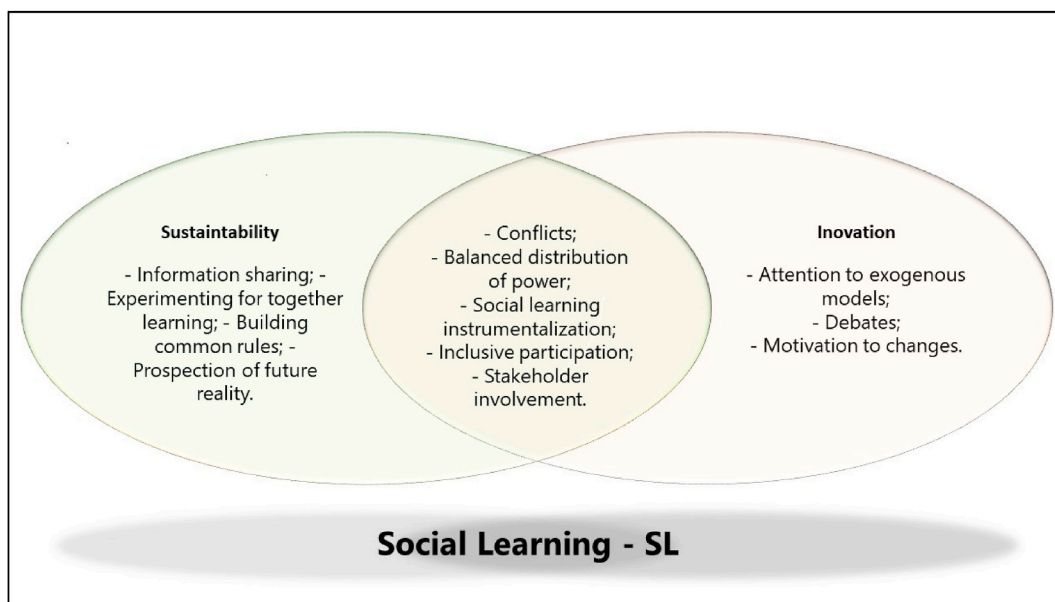 Sustaintability
- Information sharing; -
Experimenting for together
learning; - Building
common rules; -
Prospection of future
reality.
- Conflicts;
- Balanced distribution
of power;
- Social learning
instrumentalization;
- Inclusive participation;
- Stakeholder
involvement.
Inovation
- Attention to exogenous
models;
- Debates;
- Motivation to changes.
Social Learning - SL